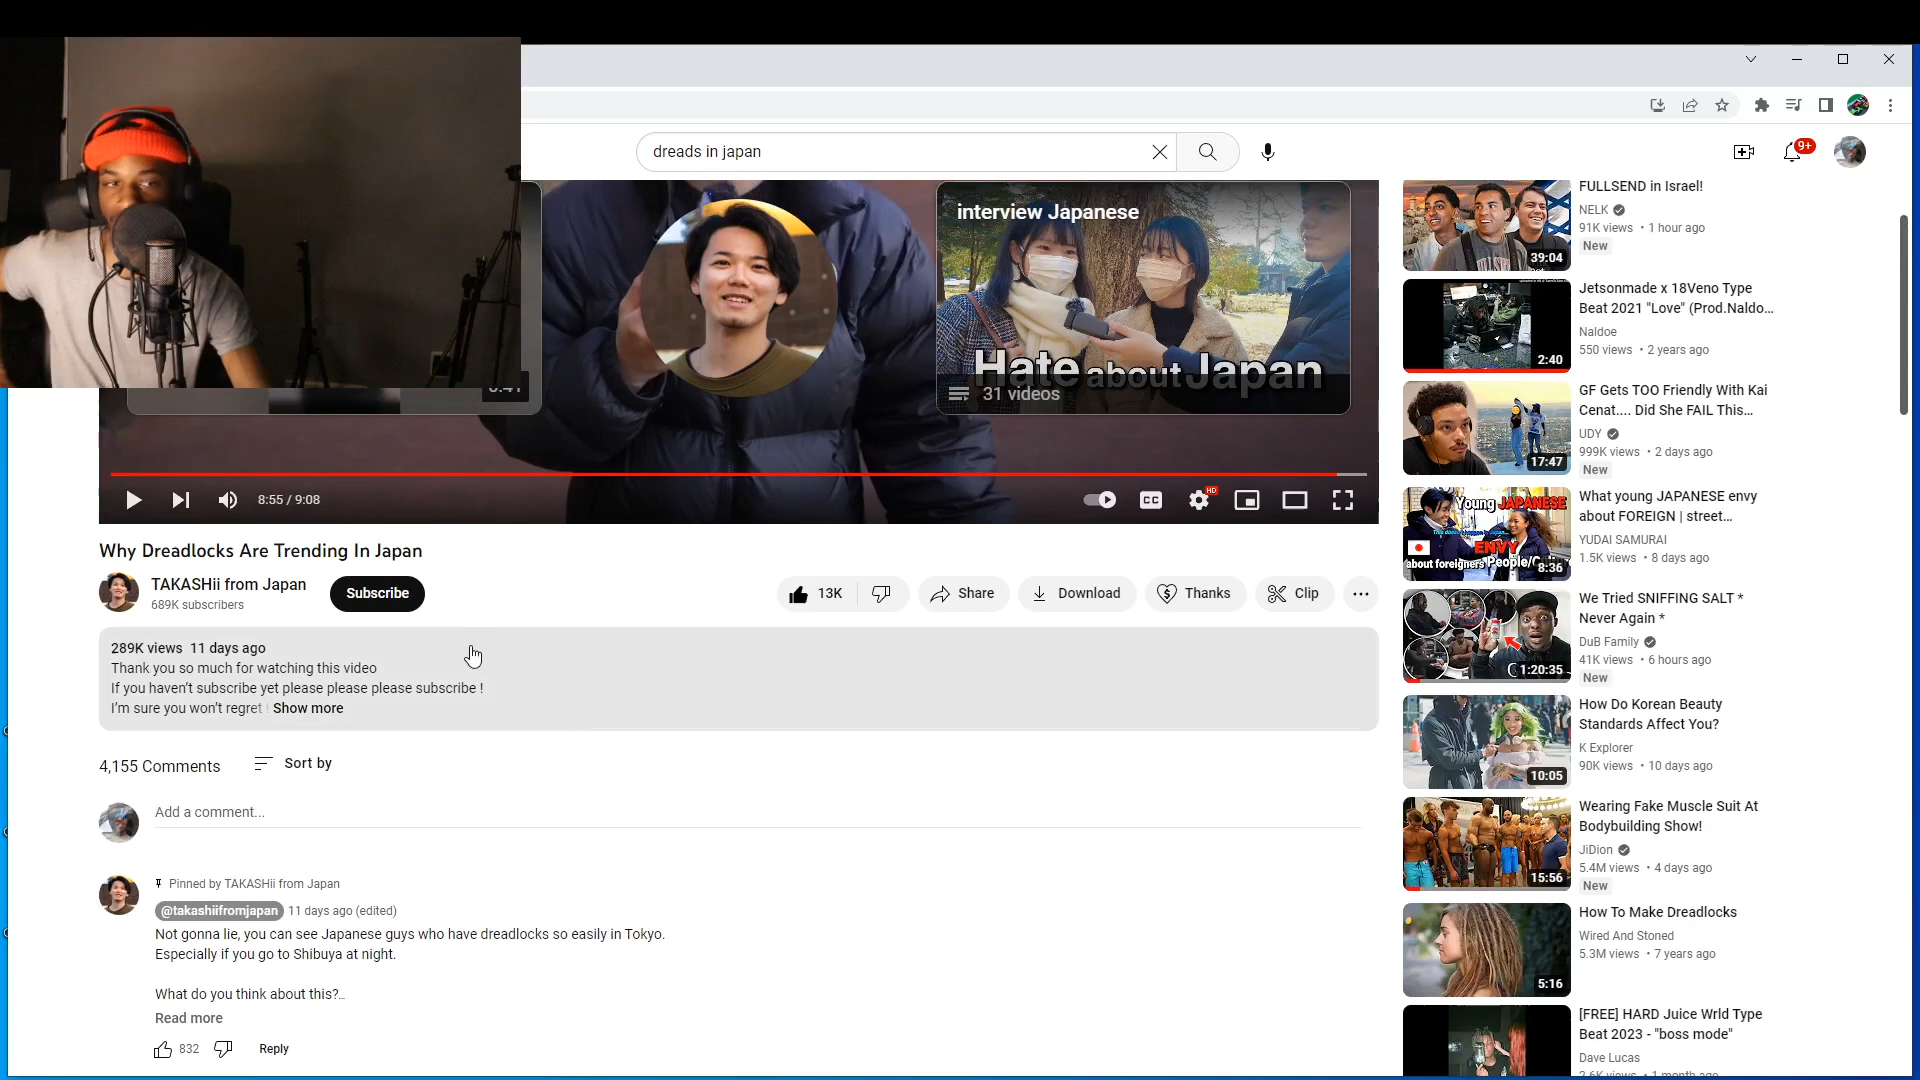 dreads in japan
9+
interview Japanese
Hate about Japan
31 videos
8:55 / 9:08
CC
HD
Why Dreadlocks Are Trending In Japan
TAKASHii from Japan
689K subscribers
Subscribe
13K
Share
Download
Thanks
Clip
289K views 11 days ago
Thank you so much for watching this video
If you haven't subscribe yet please please please subscribe !
I'm sure you won't regret
Show more
4,155 Comments
Sort by
Add a comment...
Pinned by TAKASHii from Japan
@takashiifromjapan 11 days ago (edited)
Not gonna lie, you can see Japanese guys who have dreadlocks so easily in Tokyo.
Especially if you go to Shibuya at night.
What do you think about this?...
Read more
832
Reply
FULLSEND in Israel!
NELK
91K views • 1 hour ago
New
39:04
Jetsonmade x 18Veno Type
Beat 2021 "Love" (Prod.Naldo...
Naldoe
550 views • 2 years ago
2:40
GF Gets TOO Friendly With Kai
Cenat.... Did She FAIL This...
UDY
999K views • 2 days ago
New
17:47
Young JAPANESE
ENVY
about foreigners People/C
8:36
What young JAPANESE envy
about FOREIGN | street...
YUDAI SAMURAI
1.5K views • 8 days ago
We Tried SNIFFING SALT *
Never Again *
DuB Family
41K views • 6 hours ago
New
1:20:35
How Do Korean Beauty
Standards Affect You?
K Explorer
90K views • 10 days ago
10:05
Wearing Fake Muscle Suit At
Bodybuilding Show!
JiDion
5.4M views • 4 days ago
New
15:56
How To Make Dreadlocks
Wired And Stoned
5.3M views • 7 years ago
5:16
[FREE] HARD Juice Wrld Type
Beat 2023 - "boss mode"
Dave Lucas
2.6K views • 1 month ago